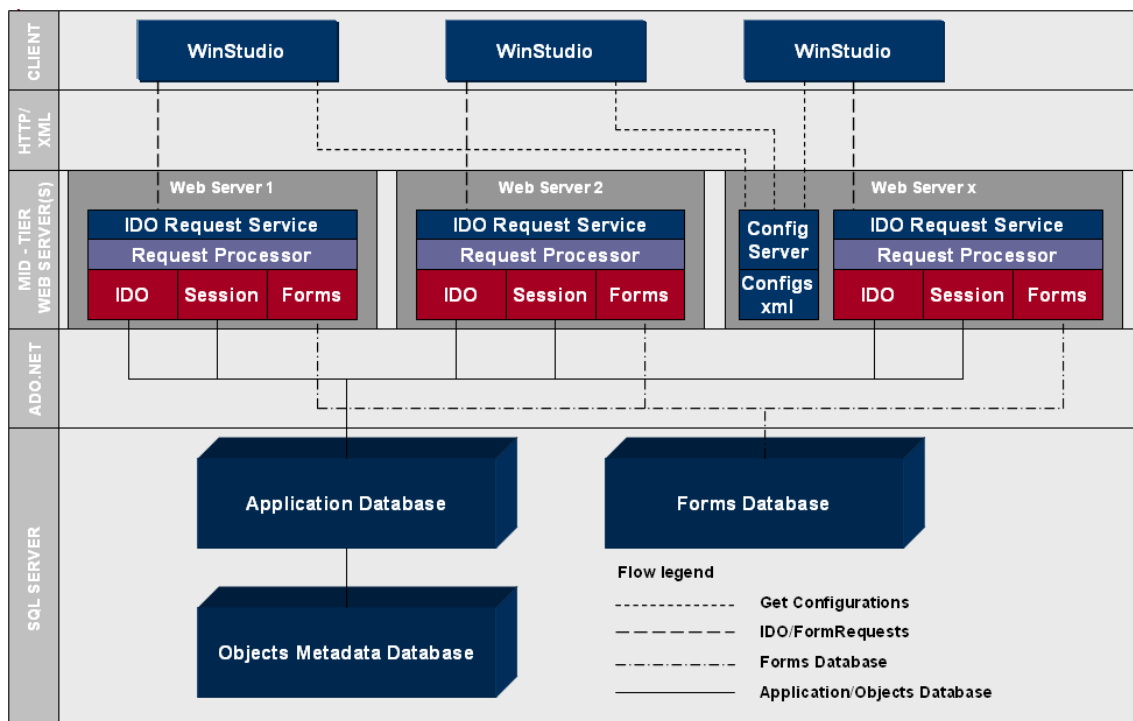 CLIENT
WinStudio
WinStudio
WinStudio
HTTP/
XML
MID - TIER
WEB SERVER(S)
Web Server 1
Web Server 2
Web Server x
IDO Request Service
Request Processor
IDO
Session
Forms
IDO Request Service
Request Processor
IDO
Session
Forms
Config
Server
Configs
xml
IDO Request Service
Request Processor
IDO
Session
Forms
ADO.NET
SQL SERVER
Application Database
Forms Database
Objects Metadata Database
Flow legend
Get Configurations
IDO/FormRequests
Forms Database
Application/Objects Database